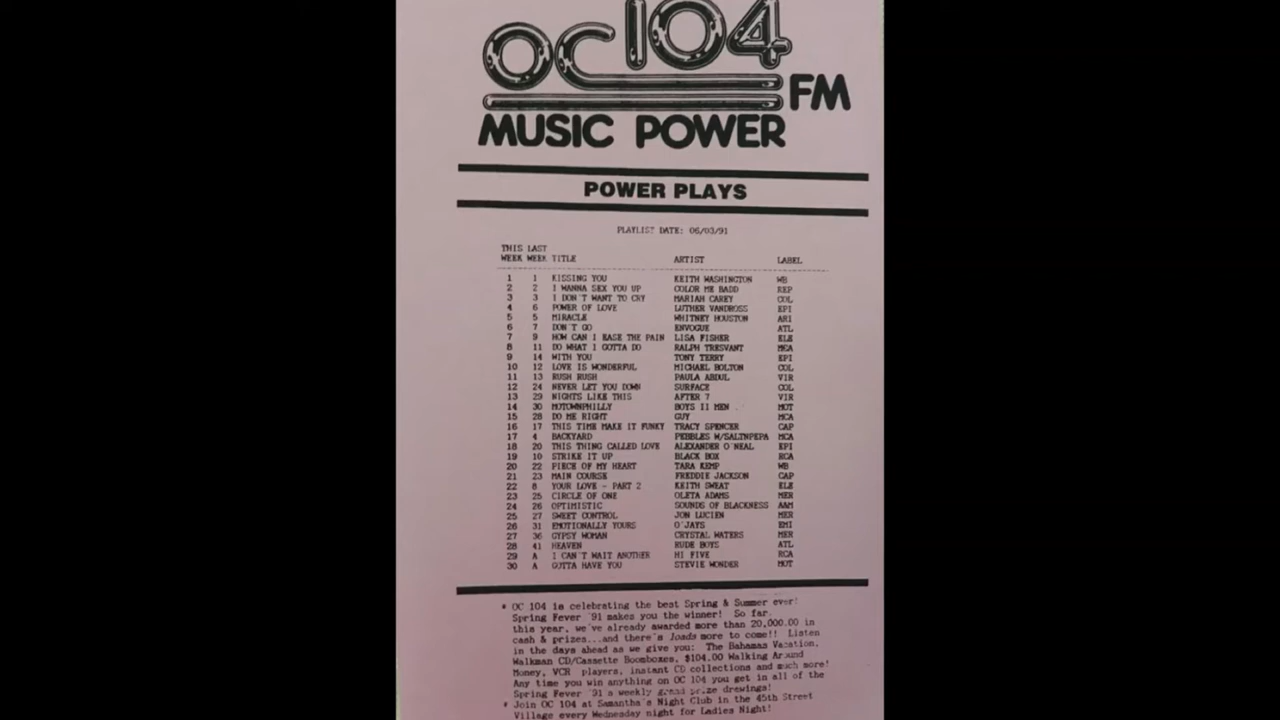 OC 104 FM
MUSIC POWER
POWER PLAYS
PLAYLIST DATE: 06/03/91
THIS LAST
WEEK WEEK TITLE ARTIST LABEL
1 1 KISSING YOU KEITH WASHINGTON WB
2 2 I WANNA SEX YOU UP COLOR ME BADD REP
3 3 I DON'T WANT TO CRY MARIAH CAREY COL
4 6 POWER OF LOVE LUTHER VANDROSS EPI
5 5 MIRACLE WHITNEY HOUSTON ARI
6 7 DON'T GO ENVOGUE ATL
7 9 HOW CAN I EASE THE PAIN LISA FISHER ELE
8 11 DO WHAT I GOTTA DO RALPH TRESVANT MCA
9 14 WITH YOU TONY TERRY EPI
10 12 LOVE IS WONDERFUL MICHAEL BOLTON COL
11 13 RUSH RUSH PAULA ABDUL VIR
12 24 NEVER LET YOU DOWN SURFACE COL
13 29 NIGHTS LIKE THIS AFTER 7 VIR
14 30 MOTOWNPHILLY BOYS II MEN MOT
15 28 DO ME RIGHT GUY MCA
16 17 THIS TIME MAKE IT FUNKY TRACY SPENCER CAP
17 4 BACKYARD PEBBLES W/SALTNPEPA MCA
18 20 THIS THING CALLED LOVE ALEXANDER O'NEAL EPI
19 10 STRIKE IT UP BLACK BOX RCA
20 22 PIECE OF MY HEART TARA KEMP WB
21 23 MAIN COURSE FREDDIE JACKSON CAP
22 8 YOUR LOVE - PART 2 KEITH SWEAT ELE
23 25 CIRCLE OF ONE OLETA ADAMS MER
24 26 OPTIMISTIC SOUNDS OF BLACKNESS A&M
25 27 SWEET CONTROL JON LUCIEN MER
26 31 EMOTIONALLY YOURS O'JAYS EMI
27 36 GYPSY WOMAN CRYSTAL WATERS MER
28 41 HEAVEN RUDE BOYS ATL
29 A I CAN'T WAIT ANOTHER HI FIVE RCA
30 A GOTTA HAVE YOU STEVIE WONDER MOT
* OC 104 is celebrating the best Spring & Summer ever!
Spring Fever '91 makes you the winner! So far
this year, we've already awarded more than 20,000.00 in
cash & prizes...and there's Loads more to come!! Listen
in the days ahead as we give you: The Bahamas Vacation,
Walkman CD/Cassette Boomboxes, $104.00 Walking Around
Money, VCR players, instant CD collections and much more!
Any time you win anything on OC 104 you get in all of the
Spring Fever '91 a weekly grand prize drawings!
* Join OC 104 at Samantha's Night Club in the 45th Street
Village every Wednesday night for Ladies Night!